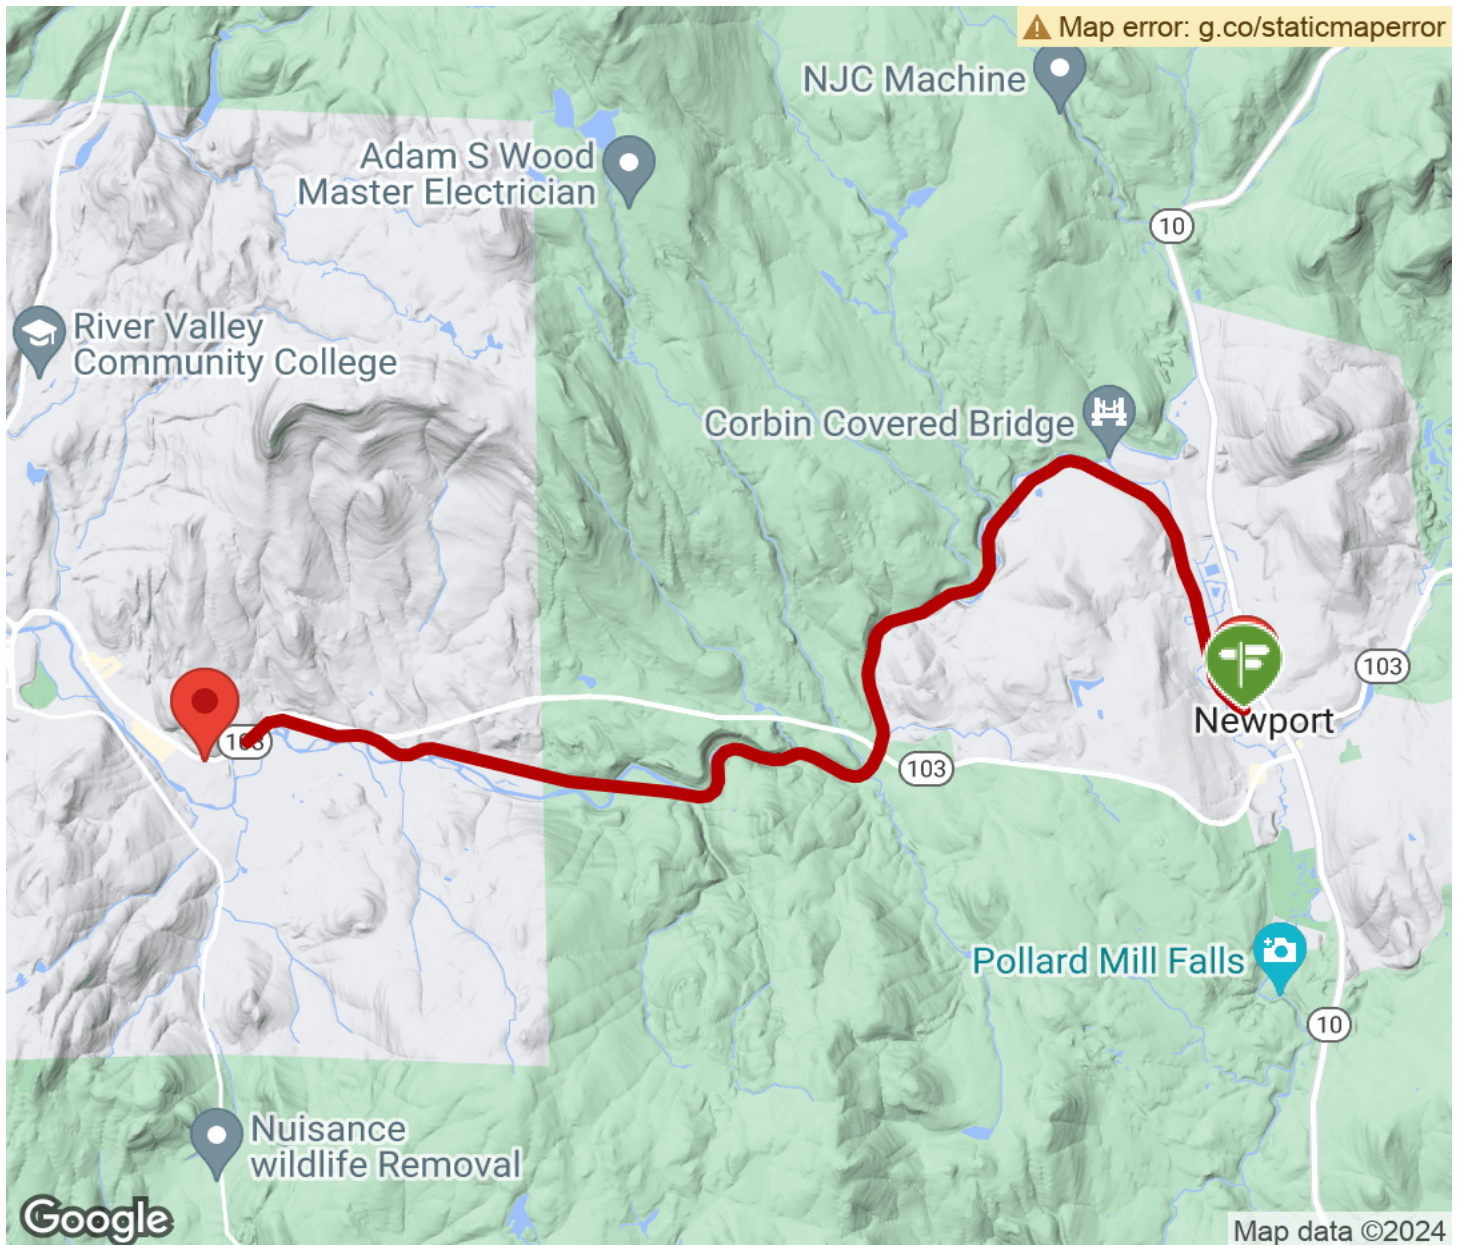 Map error: g.co/staticmaperror
NJC Machine
Adam S Wood
Master Electrician
10
River Valley
Community College
Corbin Covered Bridge
103
103
Newport
103
Pollard Mill Falls
10
Nuisance
wildlife Removal
Google
Map data ©2024